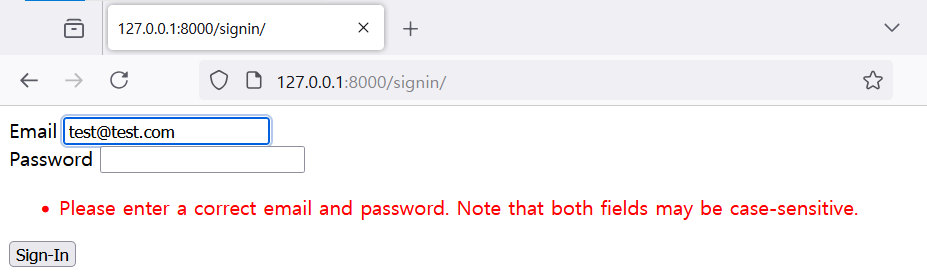 127.0.0.1:8000/signin/
127.0.0.1:8000/signin/
Email test@test.com
Password
Please enter a correct email and password. Note that both fields may be case-sensitive.
Sign-In